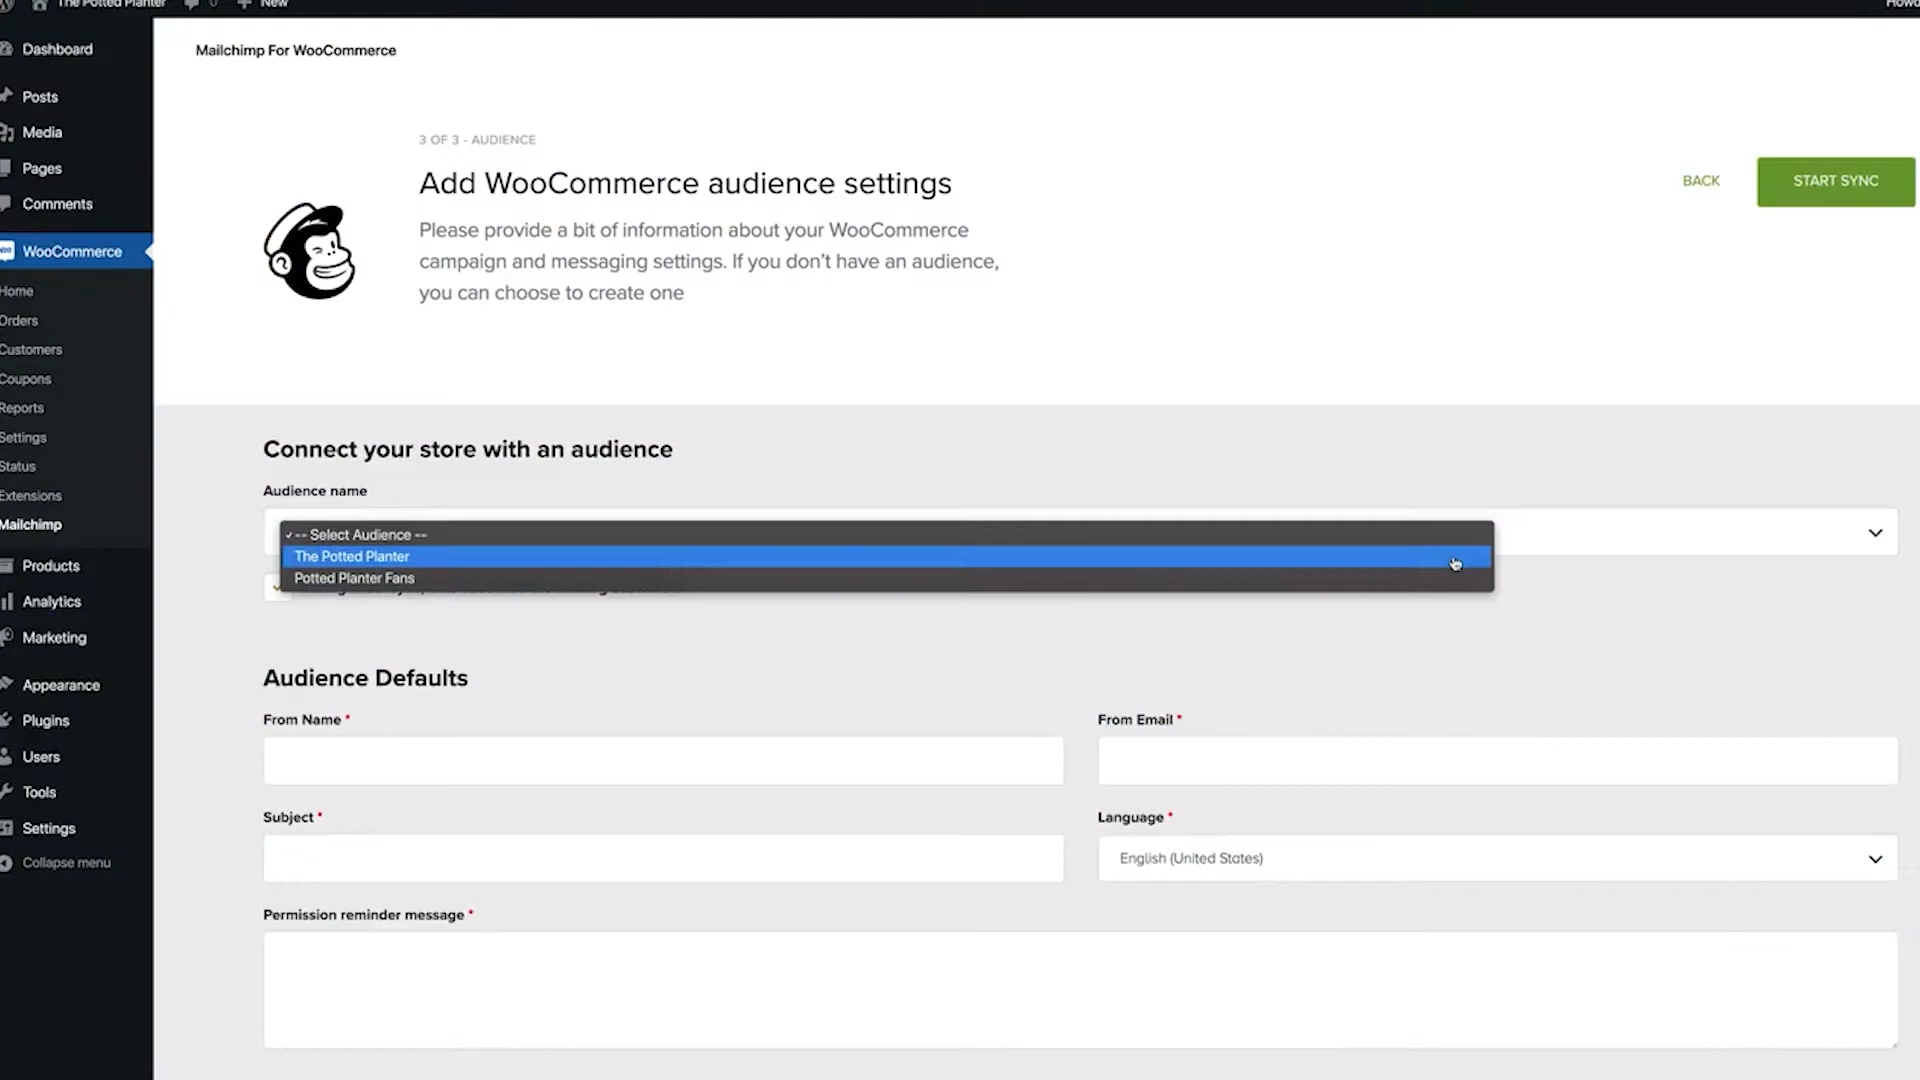 The Potted Planter
0
New
Howd
Dashboard
Posts
Media
Pages
Comments
WooCommerce
Home
Orders
Customers
Coupons
Reports
Settings
Status
Extensions
Mailchimp
Products
Analytics
Marketing
Appearance
Plugins
Users
Tools
Settings
Collapse menu
Mailchimp For WooCommerce
3 OF 3 - AUDIENCE
Add WooCommerce audience settings
Please provide a bit of information about your WooCommerce
campaign and messaging settings. If you don't have an audience,
you can choose to create one
BACK
START SYNC
Connect your store with an audience
Audience name
-- Select Audience --
The Potted Planter
Potted Planter Fans
Audience Defaults
From Name *
From Email *
Subject *
Language *
English (United States)
Permission reminder message *